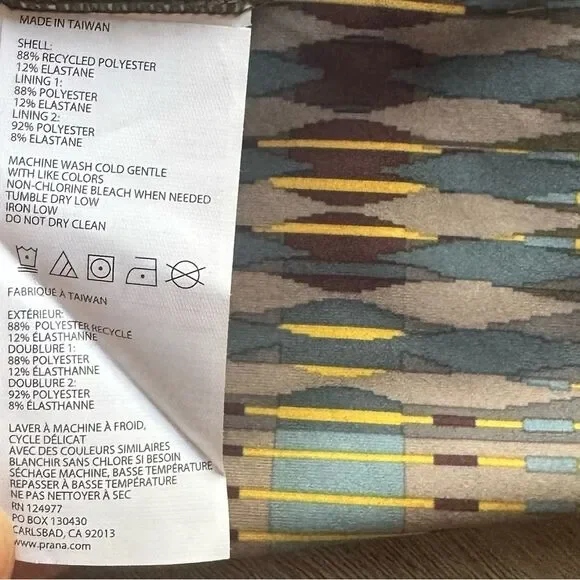 MADE IN TAIWAN
SHELL:
88% RECYCLED POLYESTER
12% ELASTANE
LINING 1:
88% POLYESTER
12% ELASTANE
LINING 2:
92% POLYESTER
8% ELASTANE
MACHINE WASH COLD GENTLE
WITH LIKE COLORS
NON-CHLORINE BLEACH WHEN NEEDED
TUMBLE DRY LOW
IRON LOW
DO NOT DRY CLEAN
FABRIQUÉ À TAIWAN
EXTÉRIEUR:
88% POLYESTER RECYCLÉ
12% ÉLASTHANNE
DOUBLURE 1:
88% POLYESTER
12% ÉLASTHANNE
DOUBLURE 2:
92% POLYESTER
8% ÉLASTHANNE
LAVER À MACHINE À FROID,
CYCLE DÉLICAT
AVEC DES COULEURS SIMILAIRES
BLANCHIR SANS CHLORE SI BESOIN
SÉCHAGE MACHINE, BASSE TEMPÉRATURE
REPASSER À BASSE TEMPÉRATURE
NE PAS NETTOYER À SEC
RN 124977
PO BOX 130430
CARLSBAD, CA 92013
www.prana.com